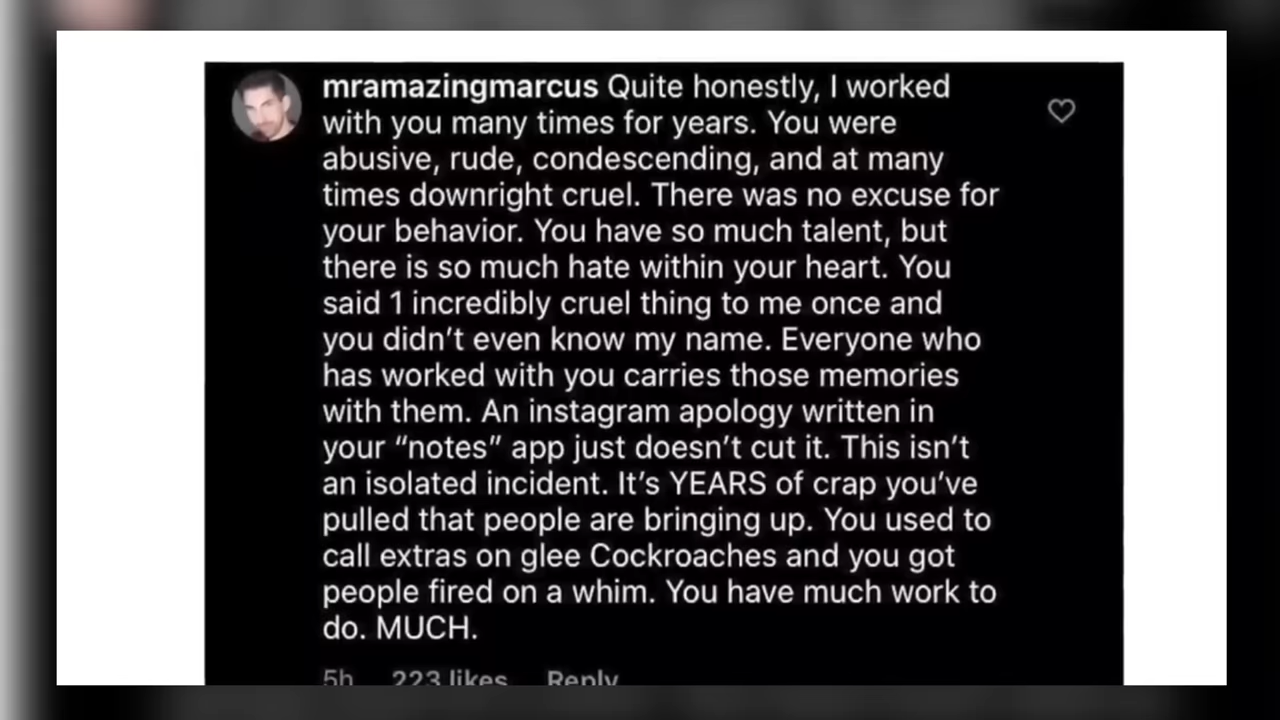 mramazingmarcus Quite honestly, I worked
with you many times for years. You were
abusive, rude, condescending, and at many
times downright cruel. There was no excuse for
your behavior. You have so much talent, but
there is so much hate within your heart. You
said 1 incredibly cruel thing to me once and
you didn’t even know my name. Everyone who
has worked with you carries those memories
with them. An instagram apology written in
your “notes” app just doesn’t cut it. This isn’t
an isolated incident. It’s YEARS of crap you’ve
pulled that people are bringing up. You used to
call extras on glee Cockroaches and you got
people fired on a whim. You have much work to
do. MUCH.
5h 223 likes Reply